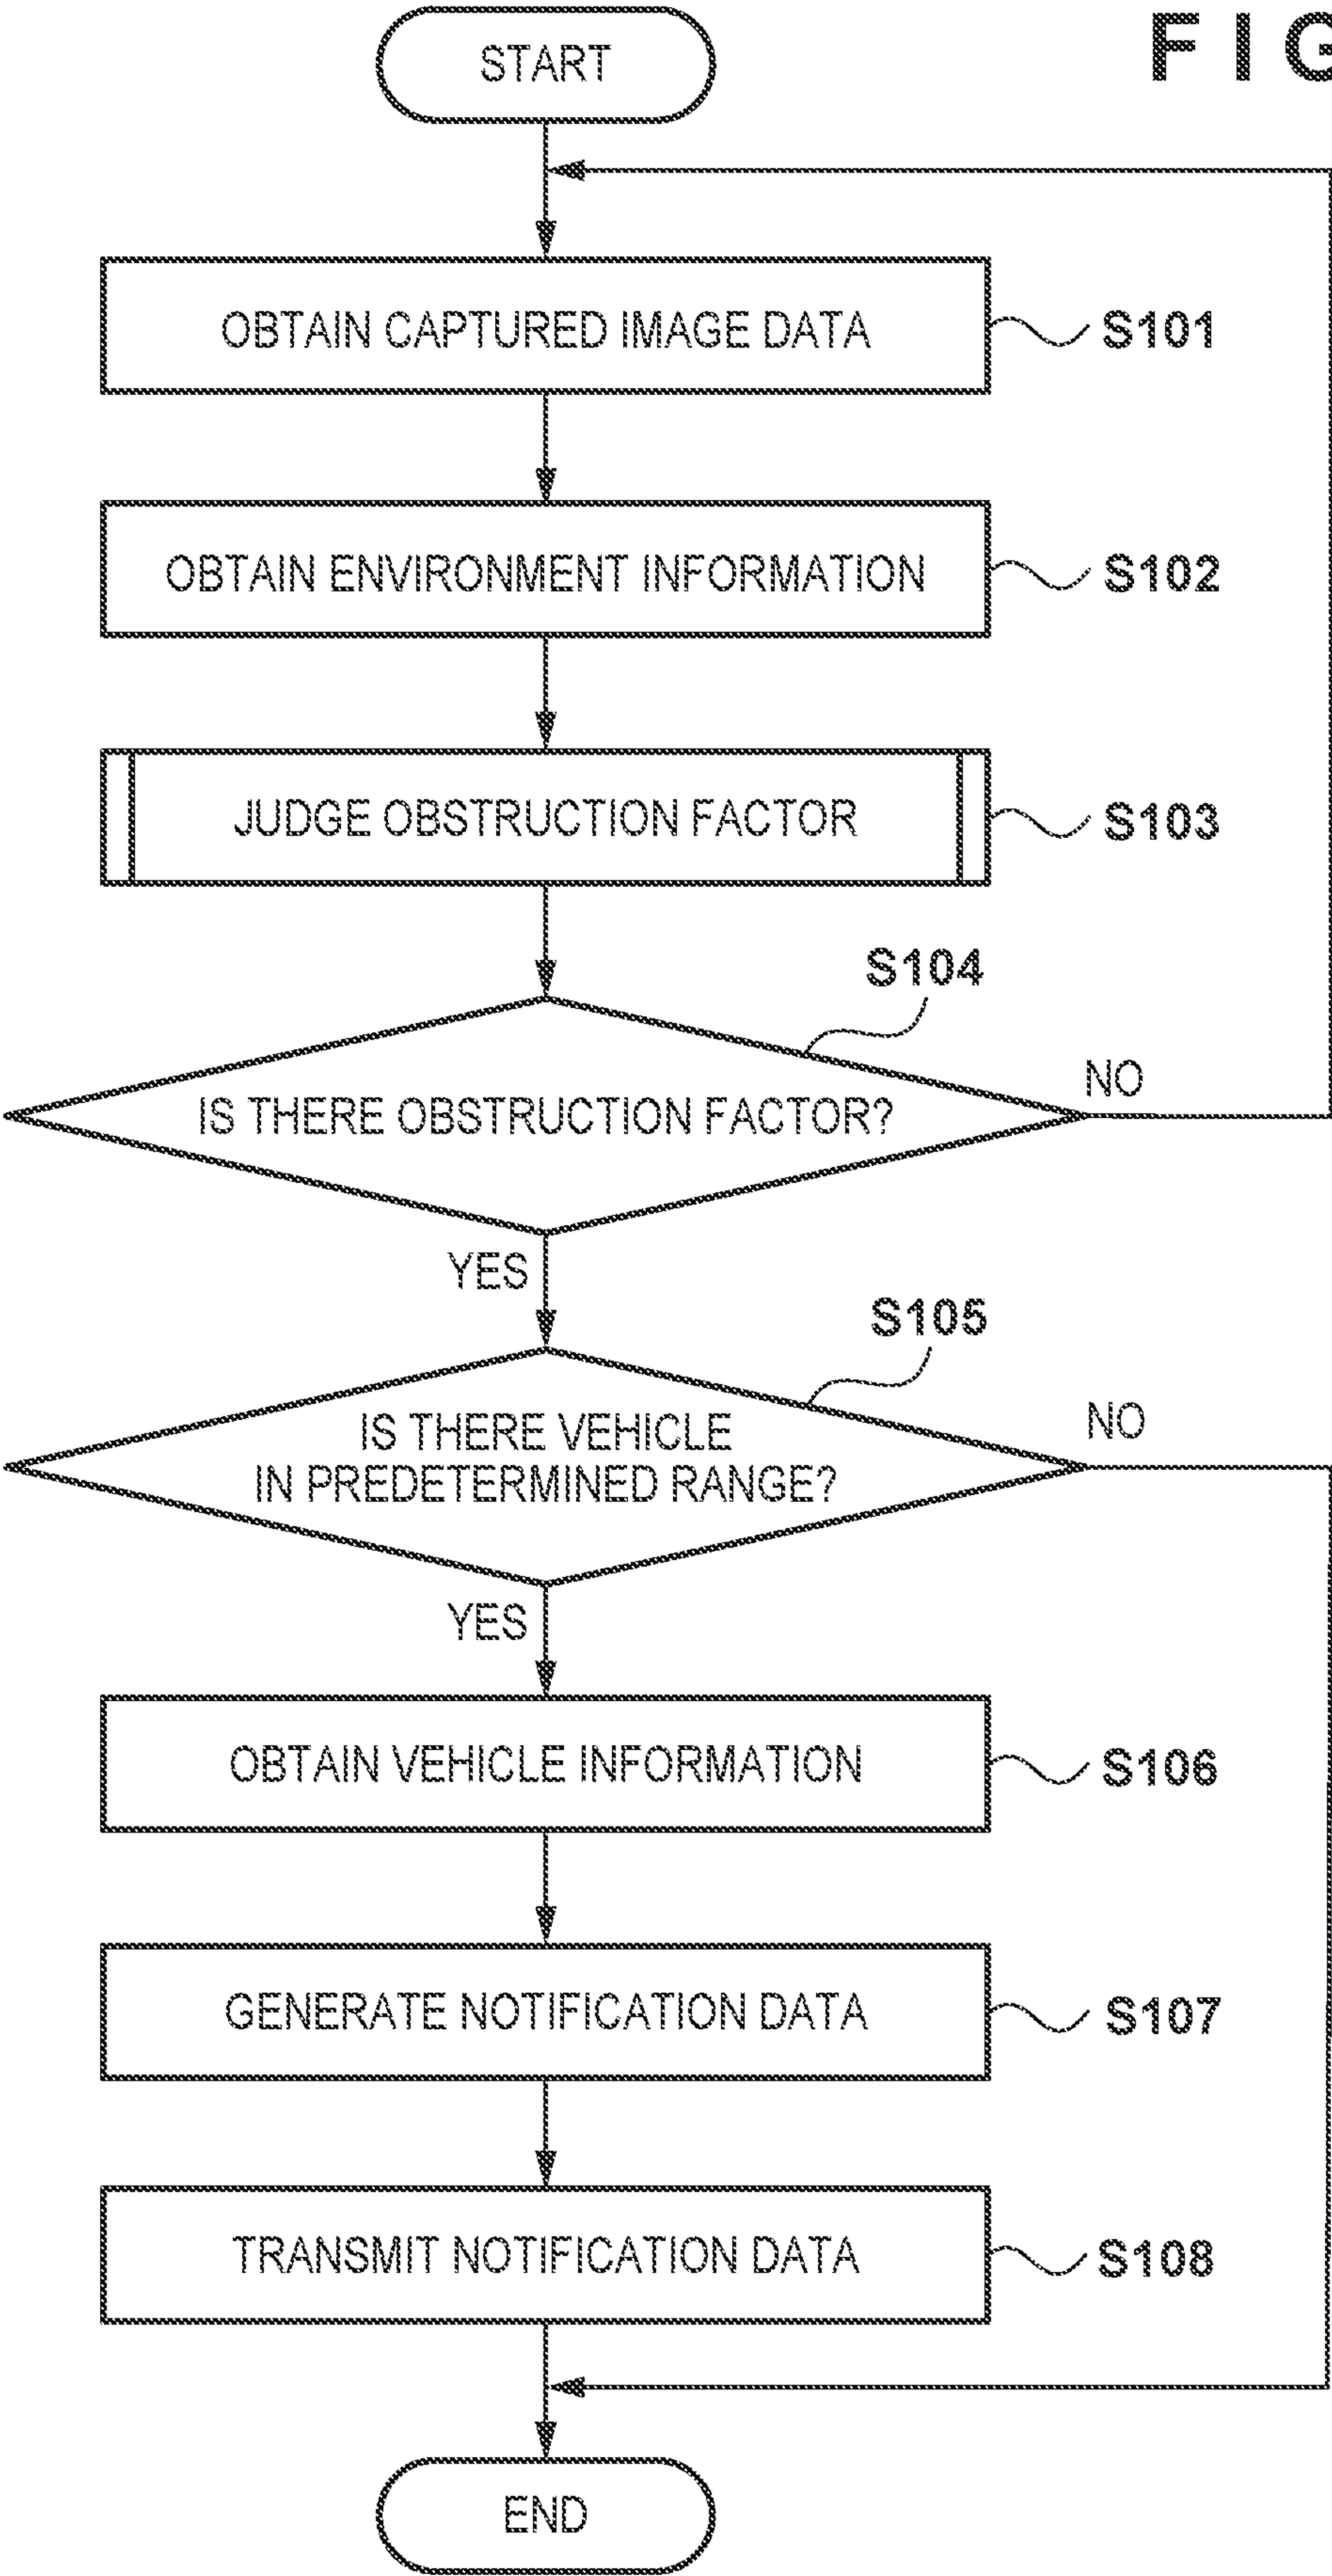 FIG
START
OBTAIN CAPTURED IMAGE DATA
S101
OBTAIN ENVIRONMENT INFORMATION
S102
JUDGE OBSTRUCTION FACTOR
S103
S104
IS THERE OBSTRUCTION FACTOR?
NO
YES
S105
IS THERE VEHICLE
IN PREDETERMINED RANGE?
NO
YES
OBTAIN VEHICLE INFORMATION
S106
GENERATE NOTIFICATION DATA
S107
TRANSMIT NOTIFICATION DATA
S108
END